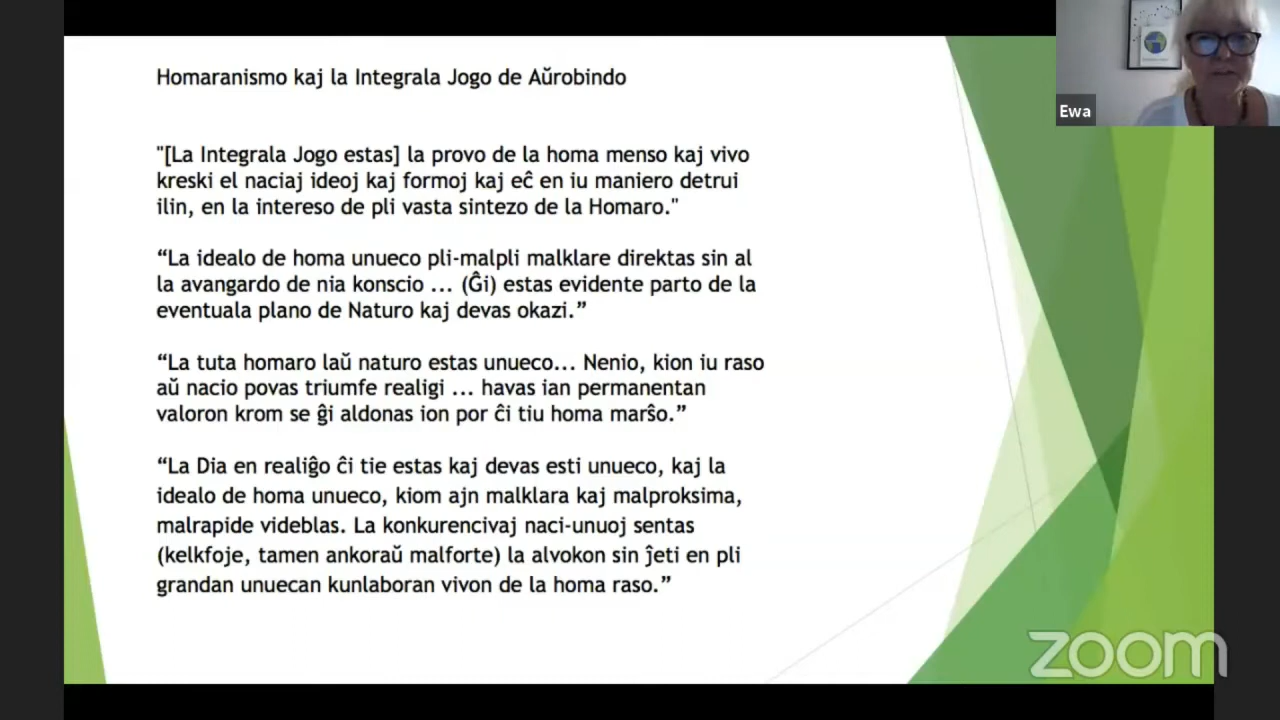 Homaranismo kaj la Integrala Jogo de Aŭrobindo
"[La Integrala Jogo estas] la provo de la homa menso kaj vivo
kreski el naciaj ideoj kaj formoj kaj eĉ en iu maniero detrui
ilin, en la intereso de pli vasta sintezo de la Homaro."
“La idealo de homa unueco pli-malpli malklare direktas sin al
la avangardo de nia konscio ... (Ĝi) estas evidente parto de la
eventuala plano de Naturo kaj devas okazi.”
“La tuta homaro laŭ naturo estas unueco... Nenio, kion iu raso
aŭ nacio povas triumfe realigi ... havas ian permanentan
valoron krom se ĝi aldonas ion por ĉi tiu homa marŝo.”
“La Dia en realiĝo ĉi tie estas kaj devas esti unueco, kaj la
idealo de homa unueco, kiom ajn malklara kaj malproksima,
malrapide videblas. La konkurencivaj naci-unuoj sentas
(kelkfoje, tamen ankoraŭ malforte) la alvokon sin ĵeti en pli
grandan unuecan kunlaboran vivon de la homa raso.”
Ewa
zoom